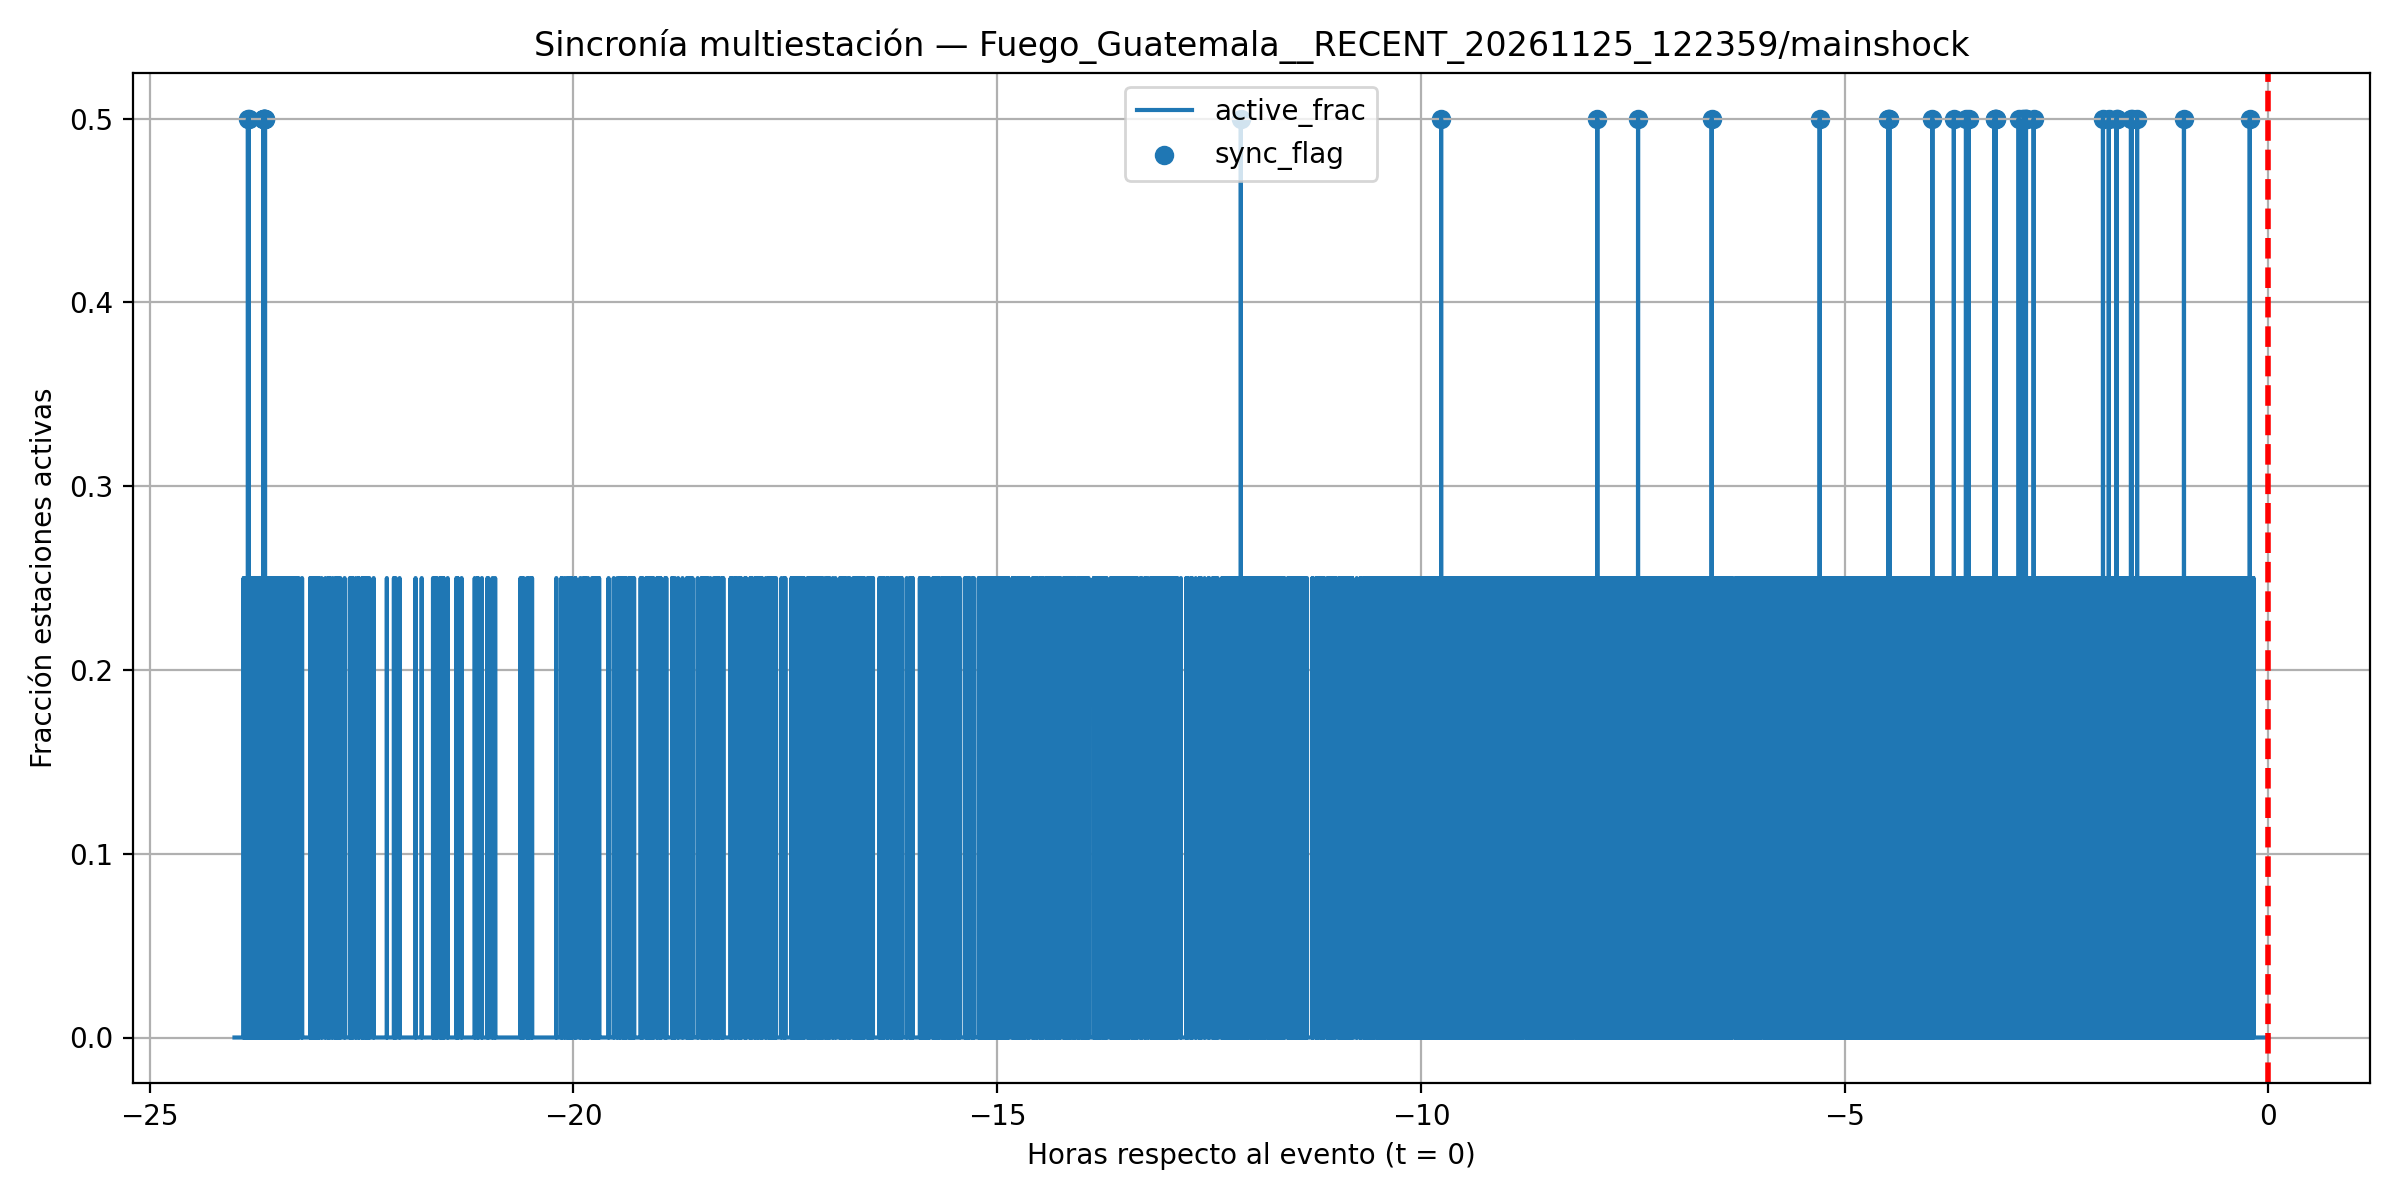 Sincronía multiestación — Fuego_Guatemala__RECENT_20261125_122359/mainshock
active_frac
sync_flag
0.5
0.4
0.3
0.2
0.1
0.0
Fracción estaciones activas
−25
−20
−15
−10
−5
0
Horas respecto al evento (t = 0)